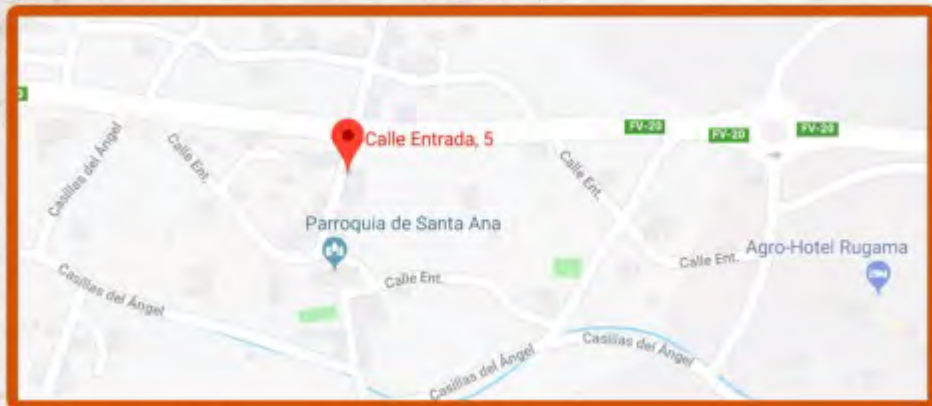 FV-20
FV-20
FV-20
Calle Entrada, 5
Casillas del Ángel
Calle Ent.
Calle Ent.
Parroquia de Santa Ana
Agro-Hotel Rugama
Calle Ent.
Calle Ent.
Casillas del Ángel
Casillas del Ángel
Casillas del Ángel